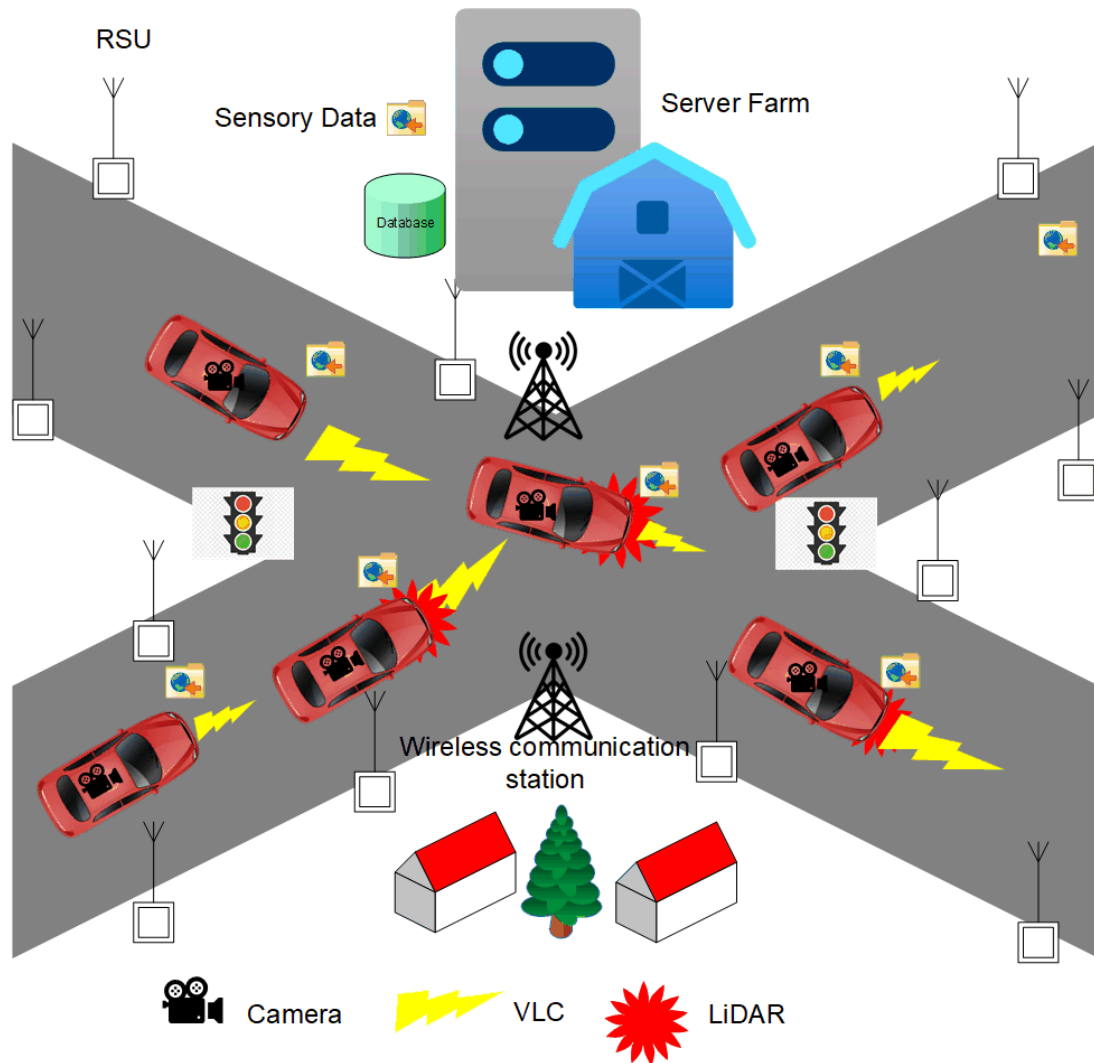 RSU
Sensory Data
Server Farm
Database
Wireless communication
station
Camera
VLC
LiDAR